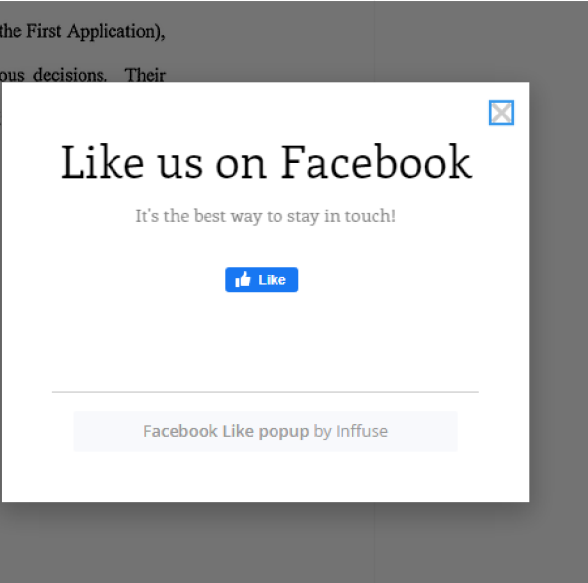 the First Application),
ous decisions. Their
Like us on Facebook
It's the best way to stay in touch!
Like
Facebook Like popup by Inffuse